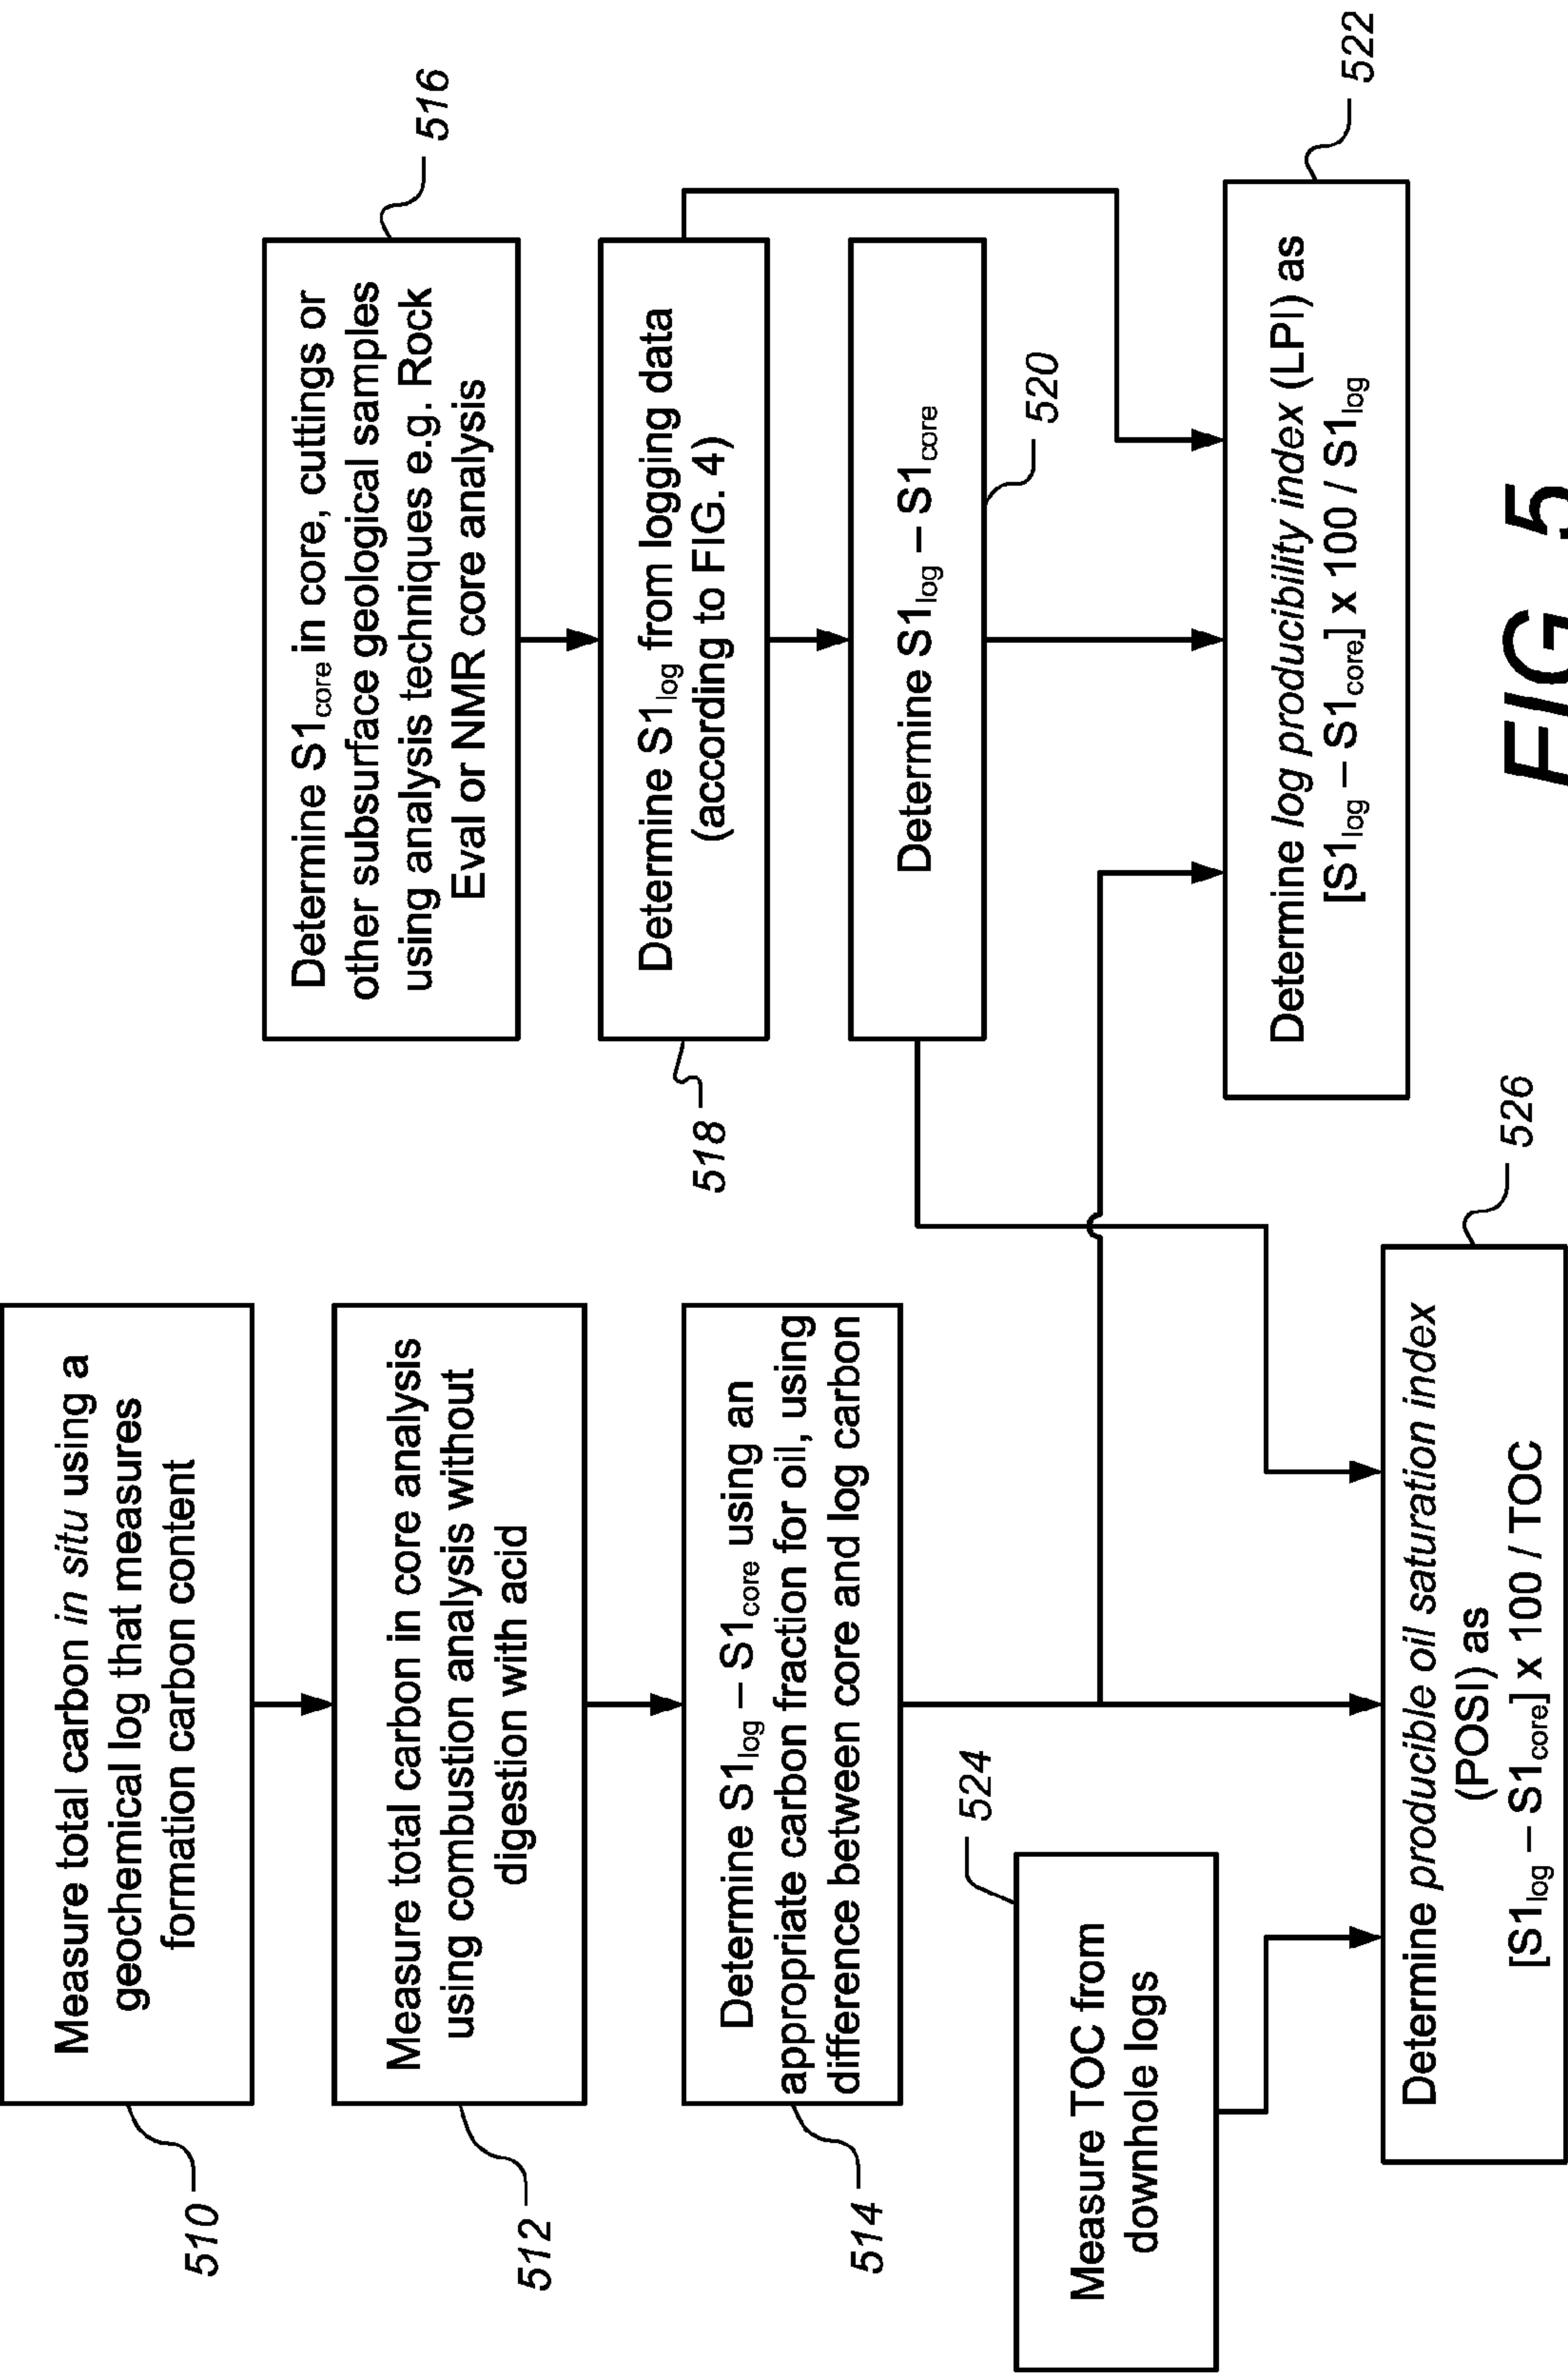 510
Measure total carbon in situ using a
geochemical log that measures
formation carbon content
512
Measure total carbon in core analysis
using combustion analysis without
digestion with acid
514
Determine S1log – S1core using an
appropriate carbon fraction for oil, using
difference between core and log carbon
524
Measure TOC from
downhole logs
516
Determine S1core in core, cuttings or
other subsurface geological samples
using analysis techniques e.g. Rock
Eval or NMR core analysis
518
Determine S1log from logging data
(according to FIG. 4)
520
Determine S1log – S1core
522
Determine log producibility index (LPI) as
[S1log – S1core] x 100 / S1log
526
Determine producible oil saturation index
(POSI) as
[S1log – S1core] x 100 / TOC
FIG 5